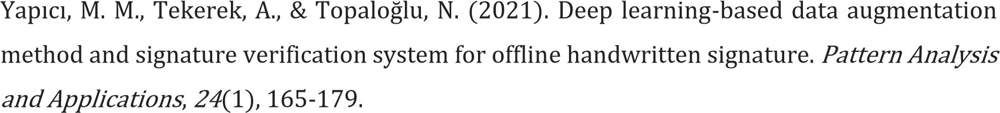 Yapıcı, M. M., Tekerek, A., & Topaloğlu, N. (2021). Deep learning-based data augmentation
method and signature verification system for offline handwritten signature. Pattern Analysis
and Applications, 24(1), 165-179.